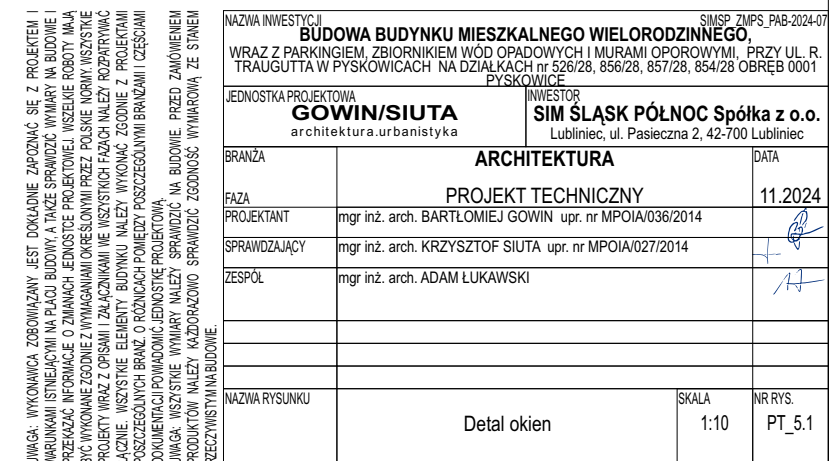 UWAGA: WYKONAWCA ZOBOWIĄZANY JEST DOKŁADNIE ZAPOZNAĆ SIĘ Z PROJEKTEM I
WARUNKAMI ISTNIEJĄCYMI NA PLACU BUDOWY, A TAKŻE SPRAWDZIĆ WYMIARY NA BUDOWIE I
PRZEKAZAĆ INFORMACJE O ZMIANACH JEDNOSTCE PROJEKTOWEJ. WSZELKIE ROBOTY MAJĄ
BYĆ WYKONANE ZGODNIE Z WYMAGANIAMI OKREŚLONYMI PRZEZ POLSKIE NORMY. WSZYSTKIE
PROJEKTY WRAZ Z OPISAMI I ZAŁĄCZNIKAMI WE WSZYSTKICH FAZACH NALEŻY ROZPATRYWAĆ
ŁĄCZNIE. WSZYSTKIE ELEMENTY BUDYNKU NALEŻY WYKONAĆ ZGODNIE Z PROJEKTAMI
POSZCZEGÓLNYCH BRANŻ. O RÓŻNICACH POMIĘDZY POSZCZEGÓLNYMI BRANŻAMI I CZĘŚCIAMI
DOKUMENTACJI POWIADOMIĆ JEDNOSTKĘ PROJEKTOWĄ.
UWAGA: WSZYSTKIE WYMIARY NALEŻY SPRAWDZIĆ NA BUDOWIE. PRZED ZAMÓWIENIEM
PRODUKTÓW NALEŻY KAŻDORAZOWO SPRAWDZIĆ ZGODNOŚĆ WYMIAROWĄ ZE STANEM
RZECZYWISTYM NA BUDOWIE.
NAZWA INWESTYCJI SIMSP_ZMPS_PAB-2024-07
BUDOWA BUDYNKU MIESZKALNEGO WIELORODZINNEGO,
WRAZ Z PARKINGIEM, ZBIORNIKIEM WÓD OPADOWYCH I MURAMI OPOROWYMI, PRZY UL. R.
TRAUGUTTA W PYSKOWICACH NA DZIAŁKACH nr 526/28, 856/28, 857/28, 854/28 OBRĘB 0001
PYSKOWICE
JEDNOSTKA PROJEKTOWA INWESTOR
GOWIN/SIUTA SIM ŚLĄSK PÓŁNOC Spółka z o.o.
architektura.urbanistyka Lubliniec, ul. Pasieczna 2, 42-700 Lubliniec
BRANŻA ARCHITEKTURA DATA
FAZA PROJEKT TECHNICZNY 11.2024
PROJEKTANT mgr inż. arch. BARTŁOMIEJ GOWIN upr. nr MPOIA/036/2014
SPRAWDZAJĄCY mgr inż. arch. KRZYSZTOF SIUTA upr. nr MPOIA/027/2014
ZESPÓŁ mgr inż. arch. ADAM ŁUKAWSKI
NAZWA RYSUNKU SKALA NR RYS.
Detal okien 1:10 PT_5.1